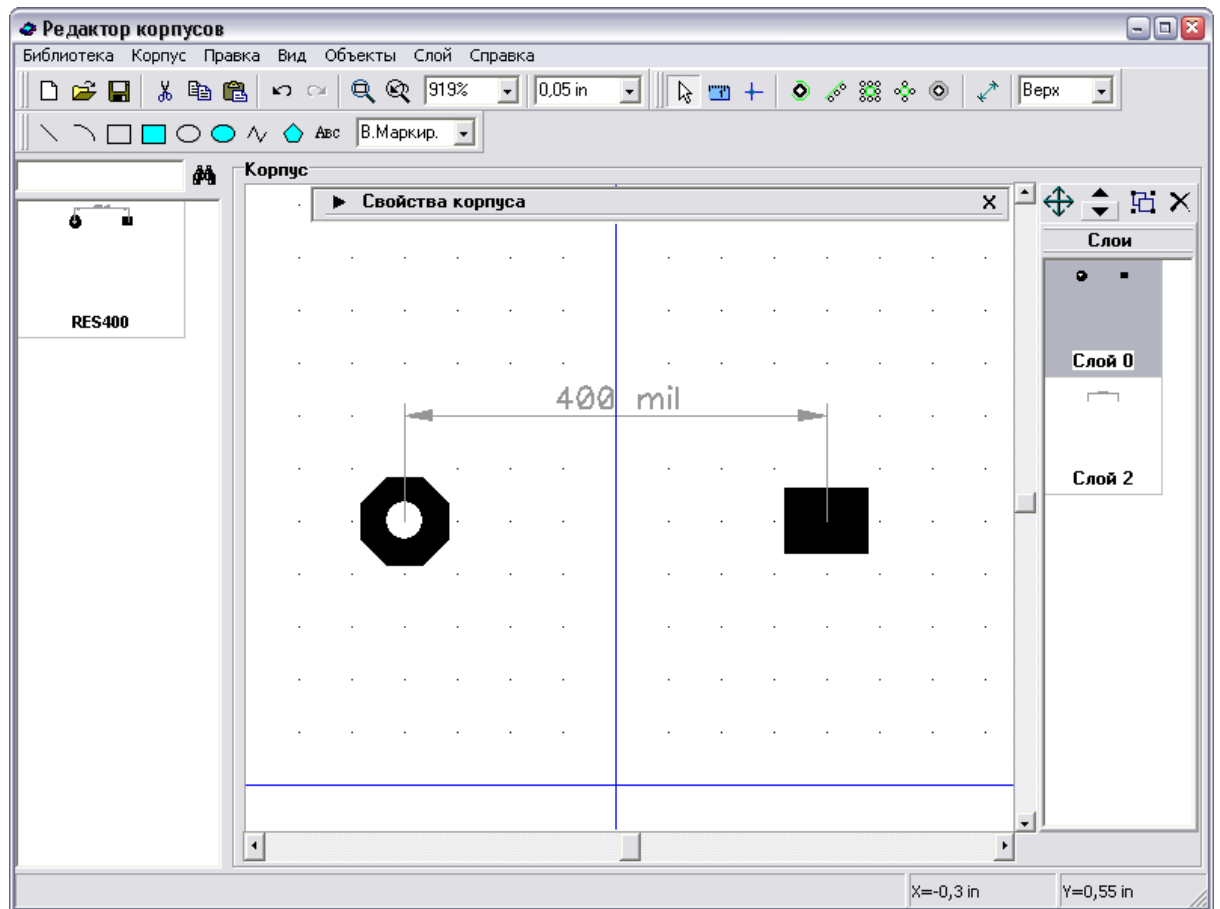 Редактор корпусов
Библиотека Корпус Правка Вид Объекты Слой Справка
919% 0,05 in Верх
Авс В.Маркир.
Корпус
Свойства корпуса
Слои
RES400
Слой 0
400 mil
Слой 2
X=-0,3 in Y=0,55 in